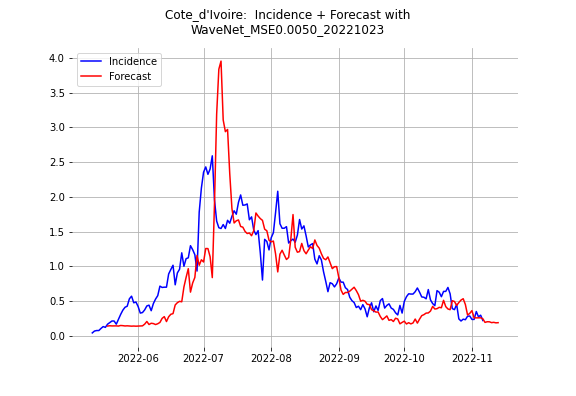 Cote_d'Ivoire:  Incidence + Forecast with
WaveNet_MSE0.0050_20221023
Incidence
Forecast
4.0
3.5
3.0
2.5
2.0
1.5
1.0
0.5
0.0
2022-06 2022-07 2022-08 2022-09 2022-10 2022-11